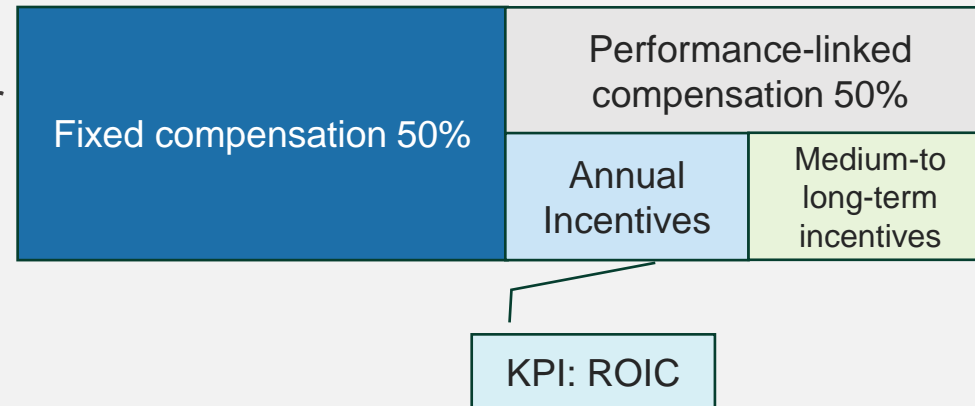 Fixed compensation 50%
Performance-linked
compensation 50%
Annual
Incentives
Medium-to
long-term
incentives
KPI: ROIC